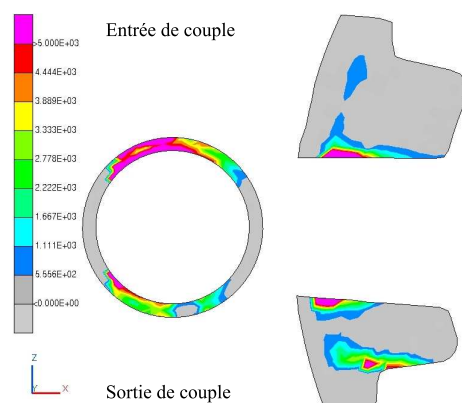 Entrée de couple
>5.000E+03
4.444E+03
3.889E+03
3.333E+03
2.778E+03
2.222E+03
1.667E+03
1.111E+03
5.556E+02
<0.000E+00
Z
Y X
Sortie de couple